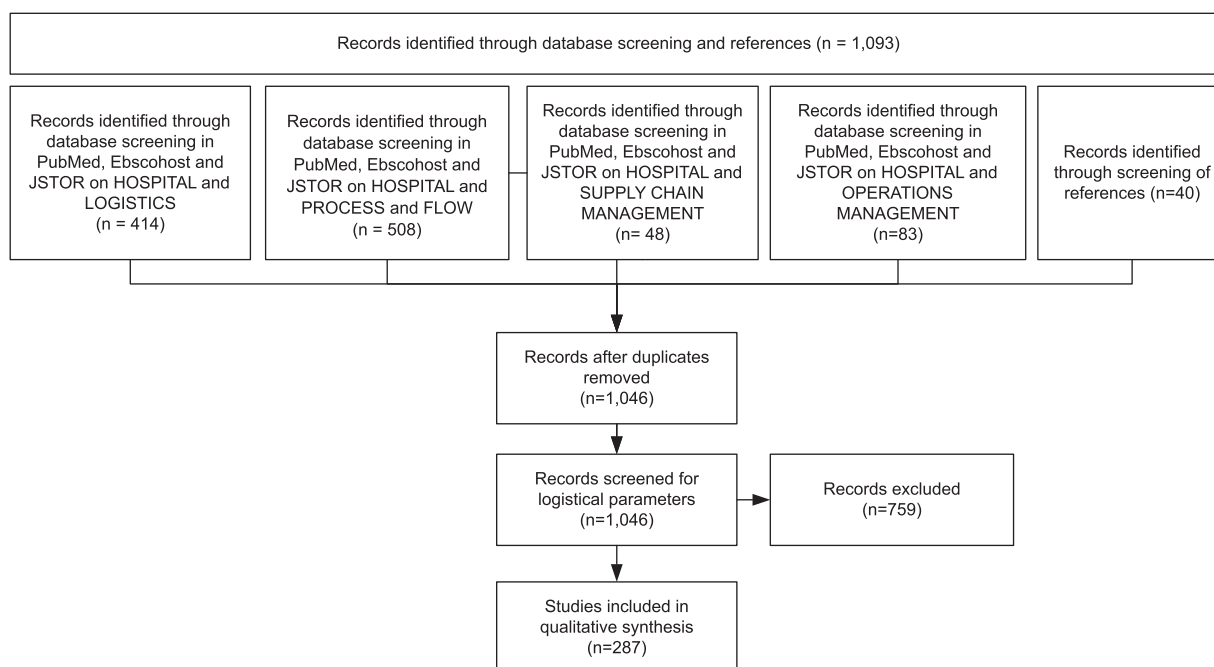 Records identified through database screening and references (n = 1,093)
Records identified through
database screening in
PubMed, Ebscohost and
JSTOR on HOSPITAL and
LOGISTICS
(n = 414)
Records identified through
database screening in
PubMed, Ebscohost and
JSTOR on HOSPITAL and
PROCESS and FLOW
(n = 508)
Records identified through
database screening in
PubMed, Ebscohost and
JSTOR on HOSPITAL and
SUPPLY CHAIN
MANAGEMENT
(n= 48)
Records identified through
database screening in
PubMed, Ebscohost and
JSTOR on HOSPITAL and
OPERATIONS
MANAGEMENT
(n=83)
Records identified
through screening of
references (n=40)
Records after duplicates
removed
(n=1,046)
Records screened for
logistical parameters
(n=1,046)
Records excluded
(n=759)
Studies included in
qualitative synthesis
(n=287)